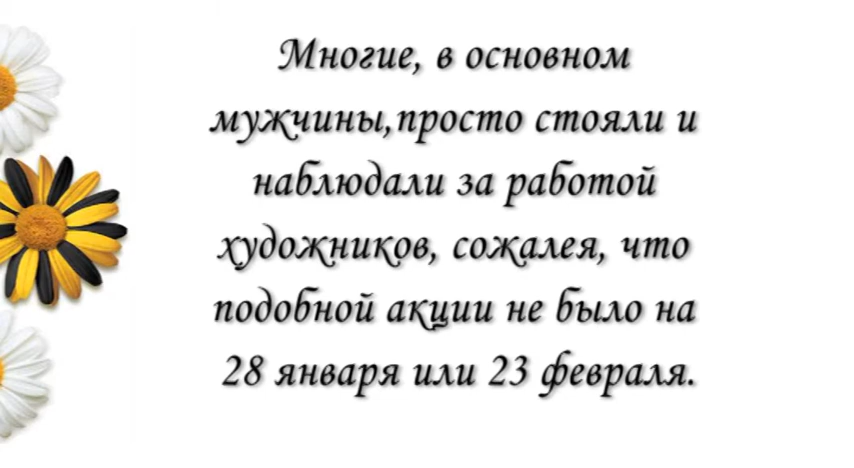 Многие, в основном
мужчины,просто стояли и
наблюдали за работой
художников, сожалея, что
подобной акции не было на
28 января или 23 февраля.